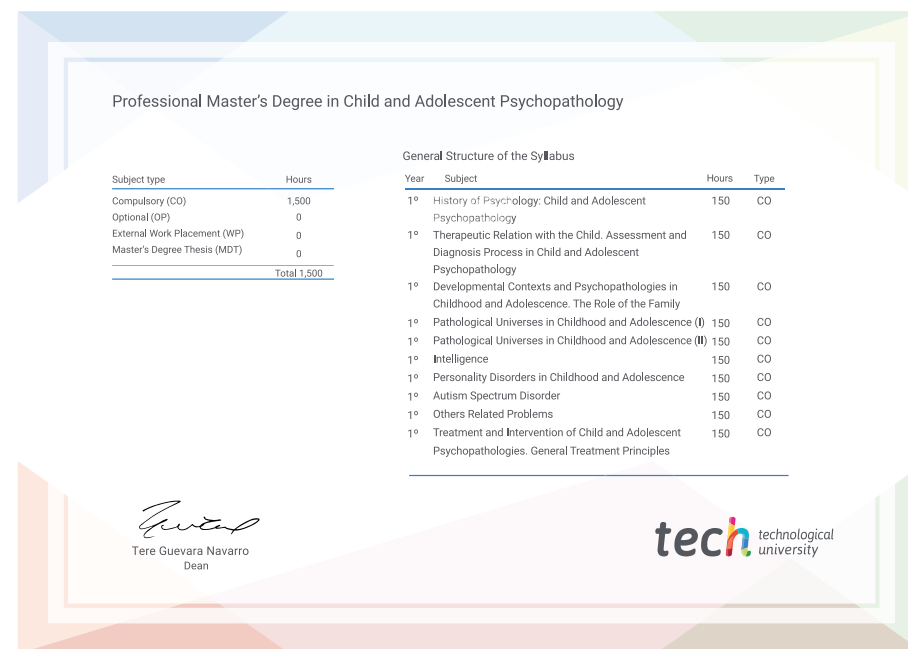 Professional Master's Degree in Child and Adolescent Psychopathology
Subject type Hours
Compulsory (CO) 1,500
Optional (OP) 0
External Work Placement (WP) 0
Master's Degree Thesis (MDT) 0
Total 1,500
General Structure of the Syllabus
Year Subject Hours Type
1º History of Psychology: Child and Adolescent 150 CO
Psychopathology
1º Therapeutic Relation with the Child. Assessment and 150 CO
Diagnosis Process in Child and Adolescent
Psychopathology
1º Developmental Contexts and Psychopathologies in 150 CO
Childhood and Adolescence. The Role of the Family
1º Pathological Universes in Childhood and Adolescence (I) 150 CO
1º Pathological Universes in Childhood and Adolescence (II) 150 CO
1º Intelligence 150 CO
1º Personality Disorders in Childhood and Adolescence 150 CO
1º Autism Spectrum Disorder 150 CO
1º Others Related Problems 150 CO
1º Treatment and Intervention of Child and Adolescent 150 CO
Psychopathologies. General Treatment Principles
Tere Guevara Navarro
Dean
tech technological
university